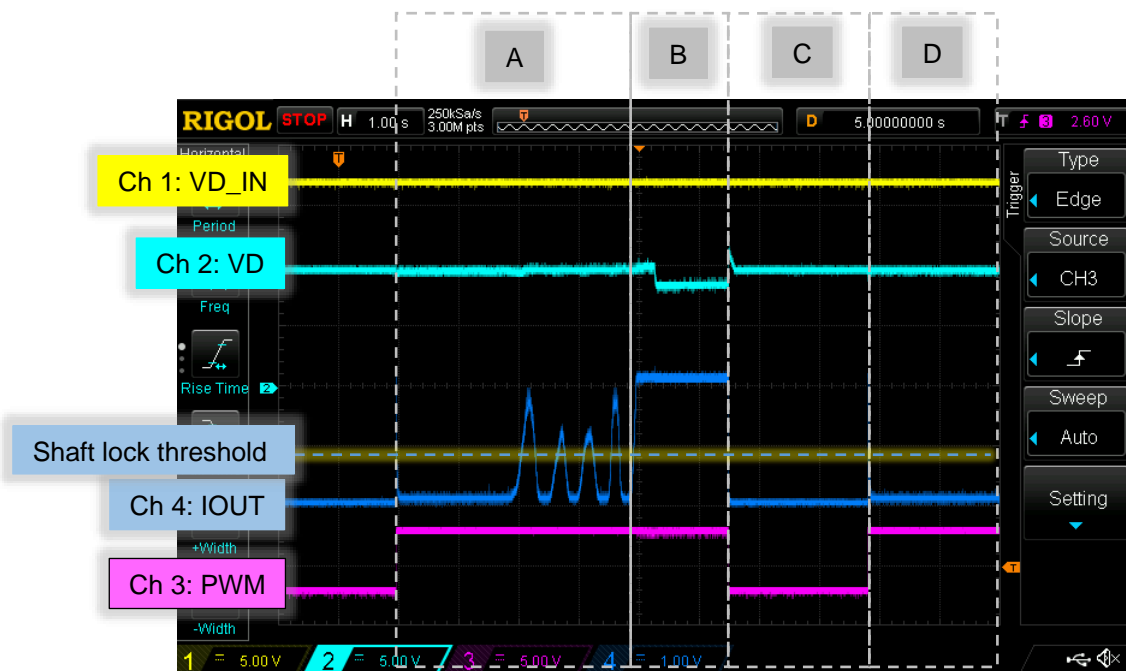 A B C D
RIGOL STOP H 1.00 s 250kSa/s 3.00M pts T D 5.00000000 s T 3 2.60 V
Horizontal
T
Ch 1: VD_IN
Period
Ch 2: VD
Freq
Rise Time 2
Shaft lock threshold
Ch 4: IOUT
+Width
Ch 3: PWM
-Width
T
Trigger
Type
Edge
Source
CH3
Slope
Sweep
Auto
Setting
1 = 5.00 V 2 = 5.00 V 3 = 5.00 V 4 = 1.00 V